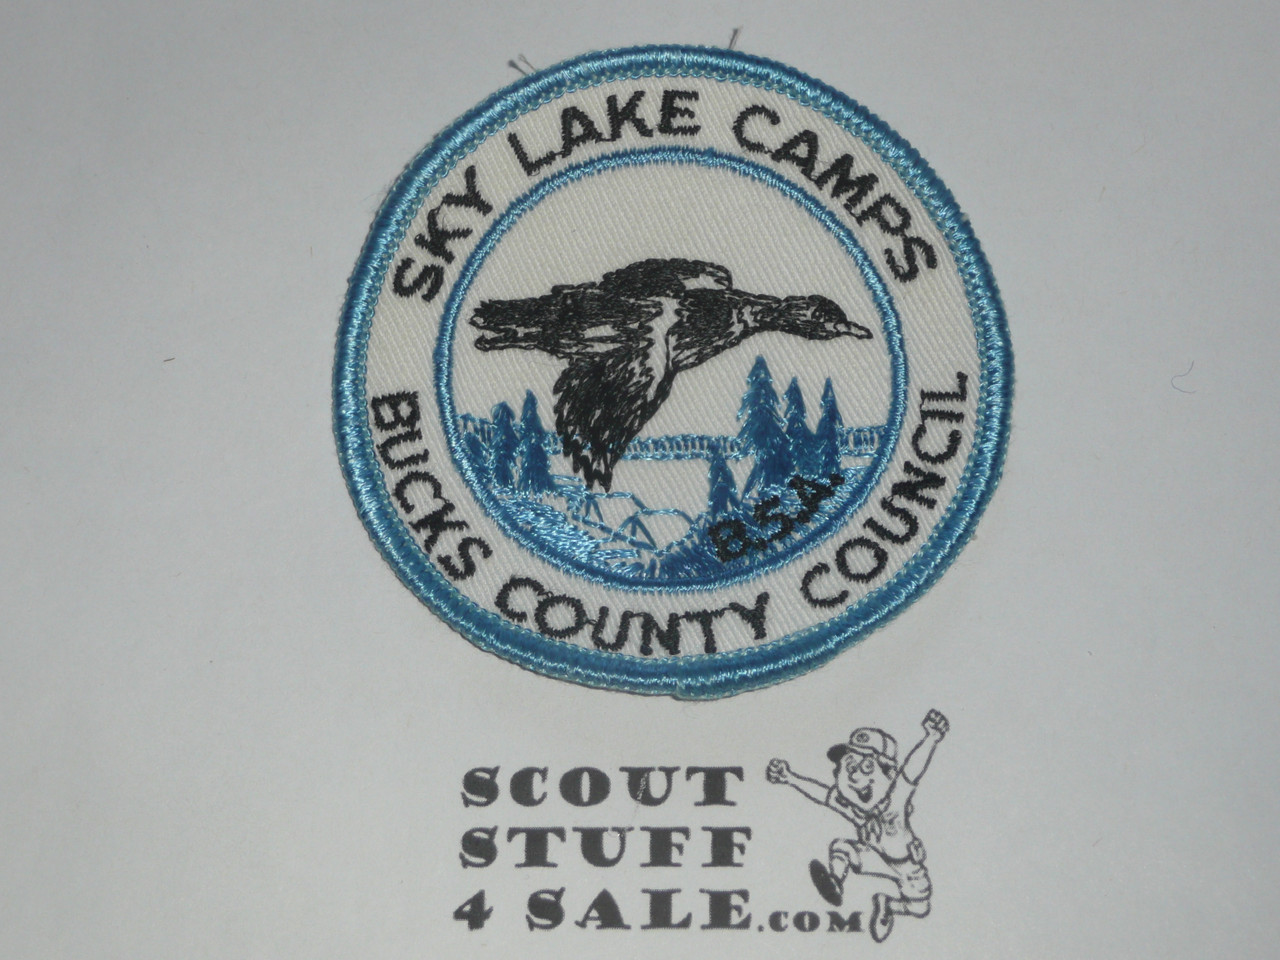 SKY LAKE CAMPS
B.S.A.
BUCKS COUNTY COUNCIL
SCOUT
STUFF
4 SALE.COM